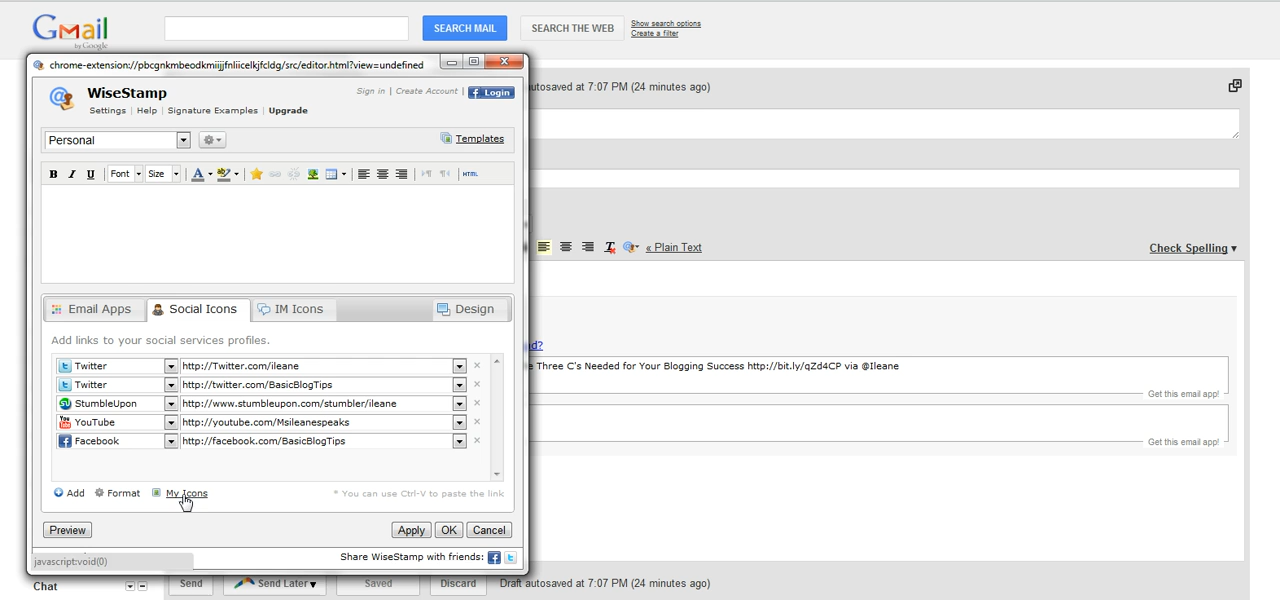 Gmail
by Google
SEARCH MAIL
SEARCH THE WEB
Show search options
Create a filter
chrome-extension://pbcgnkmbeodkmiijjfnliicelkjfcldg/src/editor.html?view=undefined
utosaved at 7:07 PM (24 minutes ago)
WiseStamp
Sign in | Create Account | Login
Settings | Help | Signature Examples | Upgrade
Personal
Templates
B I U Font Size A HTML
« Plain Text
Check Spelling ▾
Email Apps
Social Icons
IM Icons
Design
Add links to your social services profiles.
d?
Twitter http://Twitter.com/ileane
e Three C's Needed for Your Blogging Success http://bit.ly/qZd4CP via @Ileane
Twitter http://twitter.com/BasicBlogTips
Get this email app!
StumbleUpon http://www.stumbleupon.com/stumbler/ileane
YouTube http://youtube.com/Msileanespeaks
Facebook http://facebook.com/BasicBlogTips
Get this email app!
Add Format My Icons
* You can use Ctrl-V to paste the link
Preview
Apply
OK
Cancel
Share WiseStamp with friends:
javascript:void(0)
Chat
Send
Send Later ▾
Saved
Discard
Draft autosaved at 7:07 PM (24 minutes ago)